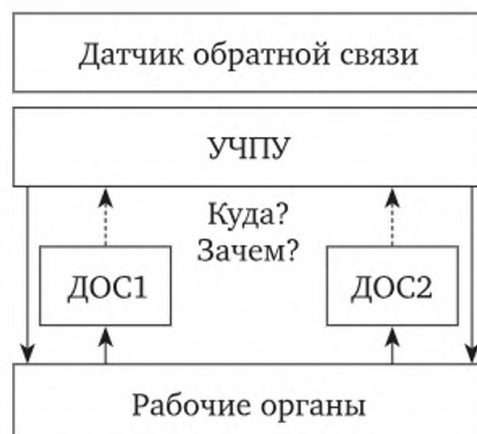 Датчик обратной связи
УЧПУ
Куда?
Зачем?
ДОС1
ДОС2
Рабочие органы